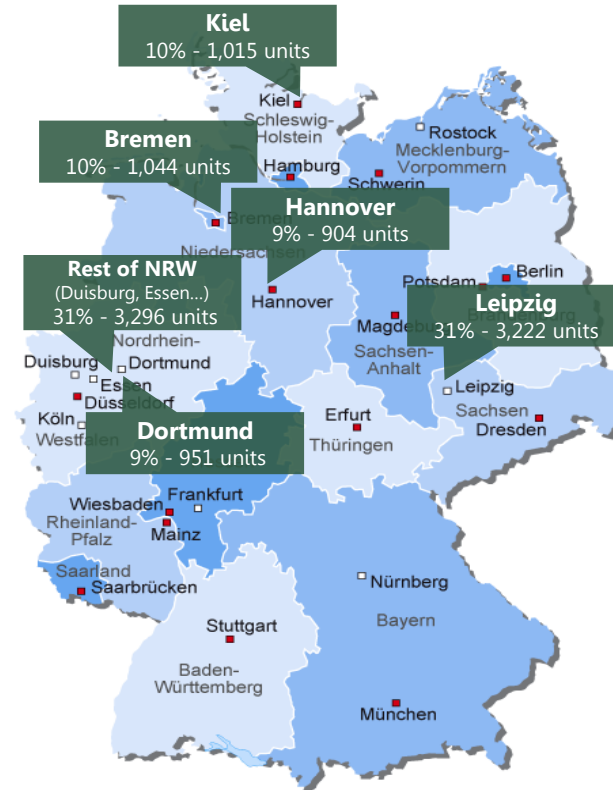 Kiel
10% - 1,015 units
Kiel
Schleswig-
Holstein
Rostock
Mecklenburg-
Vorpommern
Bremen
10% - 1,044 units
Hamburg
Schwerin
Bremen
Hannover
9% - 904 units
Niedersachsen
Rest of NRW
(Duisburg, Essen...)
31% - 3,296 units
Hannover
Potsdam
Berlin
Brandenburg
Leipzig
31% - 3,222 units
Magdebu
Sachsen-
Anhalt
Nordrhein-
Duisburg
Dortmund
Essen
Düsseldorf
Köln
Westfalen
Leipzig
Sachsen
Dresden
Erfurt
Thüringen
Dortmund
9% - 951 units
Wiesbaden
Frankfurt
Rheinland-
Pfalz
Mainz
Saarland
Saarbrücken
Nürnberg
Bayern
Stuttgart
Baden-
Württemberg
München